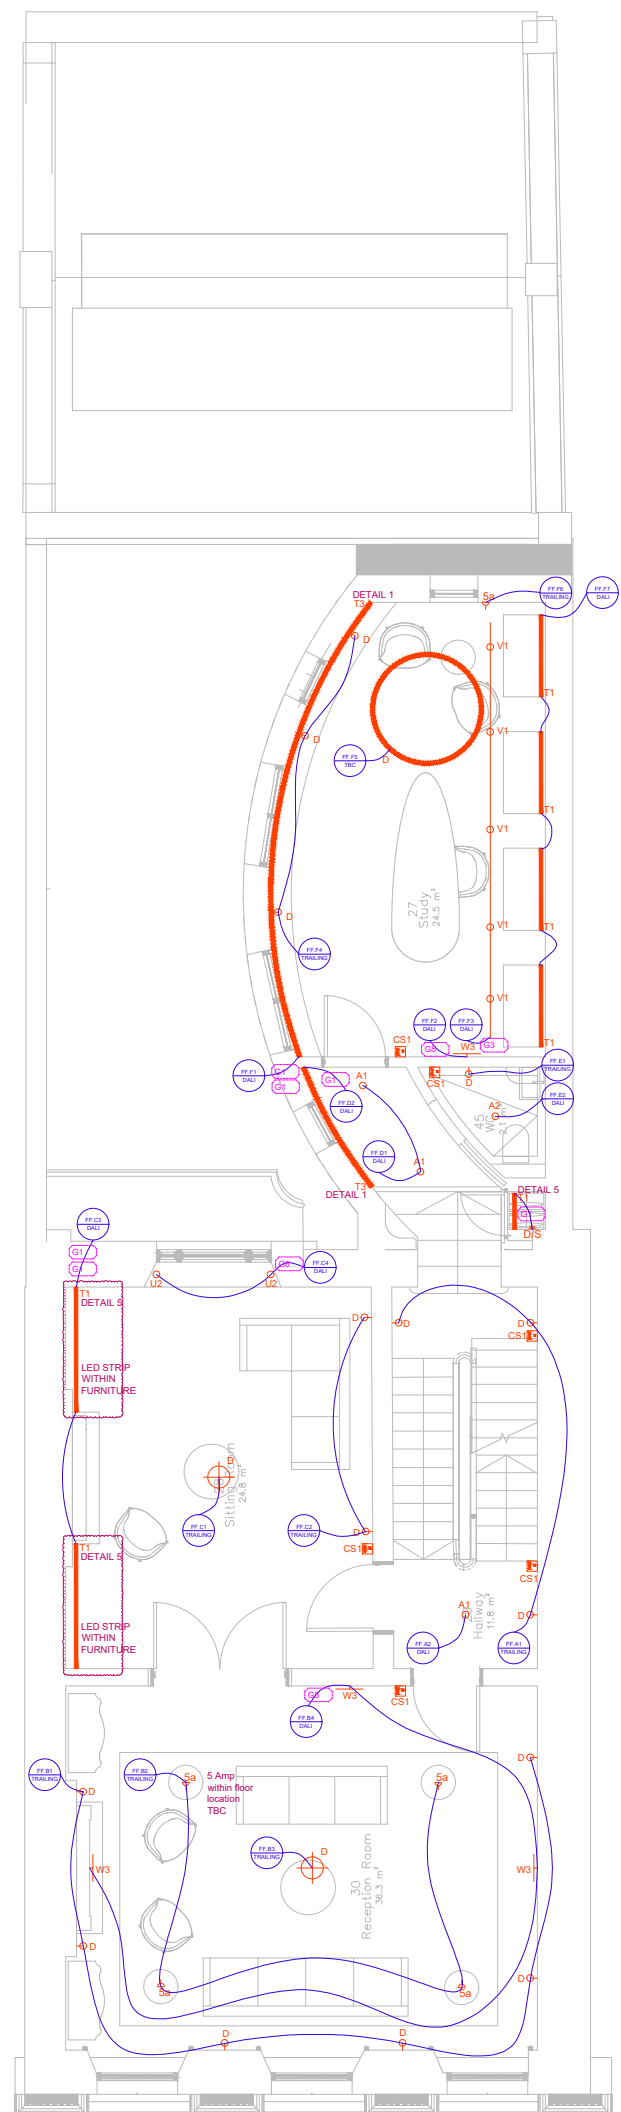 DETAIL 1
T3
D
5a
FF.F6
TRAILING
FF.F7
DALI
V1
T1
D
FF.F5
TBC
D
V1
T1
V1
27
Study
24.5 m²
D
V1
T1
FF.F4
TRAILING
V1
FF.F2
DALI
FF.F3
DALI
CS1
G8
W3
G3
T1
FF.F1
DALI
G1
G1
G1
A1
CS1
D
FF.E1
TRAILING
FF.D2
DALI
A2
FF.E2
DALI
45
WC
2.1 m²
FF.D1
DALI
A1
T3
DETAIL 1
DETAIL 5
T1
G1
D/S
FF.C3
DALI
G1
G1
G8
FF.C4
DALI
U2
U2
T1
DETAIL 5
D
D
D
CS1
LED STRIP
WITHIN
FURNITURE
D
Sitting Room
24.8 m²
FF.C1
TRAILING
FF.C2
TRAILING
D
CS1
T1
DETAIL 5
CS1
LED STRIP
WITHIN
FURNITURE
A1
D
Hallway
11.8 m²
FF.A2
DALI
FF.A1
TRAILING
G8
W3
CS1
FF.B4
DALI
FF.B1
TRAILING
D
FF.B2
TRAILING
5a
5 Amp
within floor
location
TBC
5a
D
D
FF.B3
TRAILING
W3
W3
30
Reception Room
36.3 m²
D
D
5a
5a
D
D